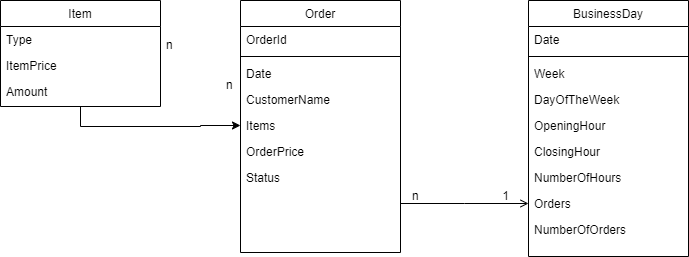 Item
Type
ItemPrice
Amount
n
n
Order
OrderId
Date
CustomerName
Items
OrderPrice
Status
n
1
BusinessDay
Date
Week
DayOfTheWeek
OpeningHour
ClosingHour
NumberOfHours
Orders
NumberOfOrders